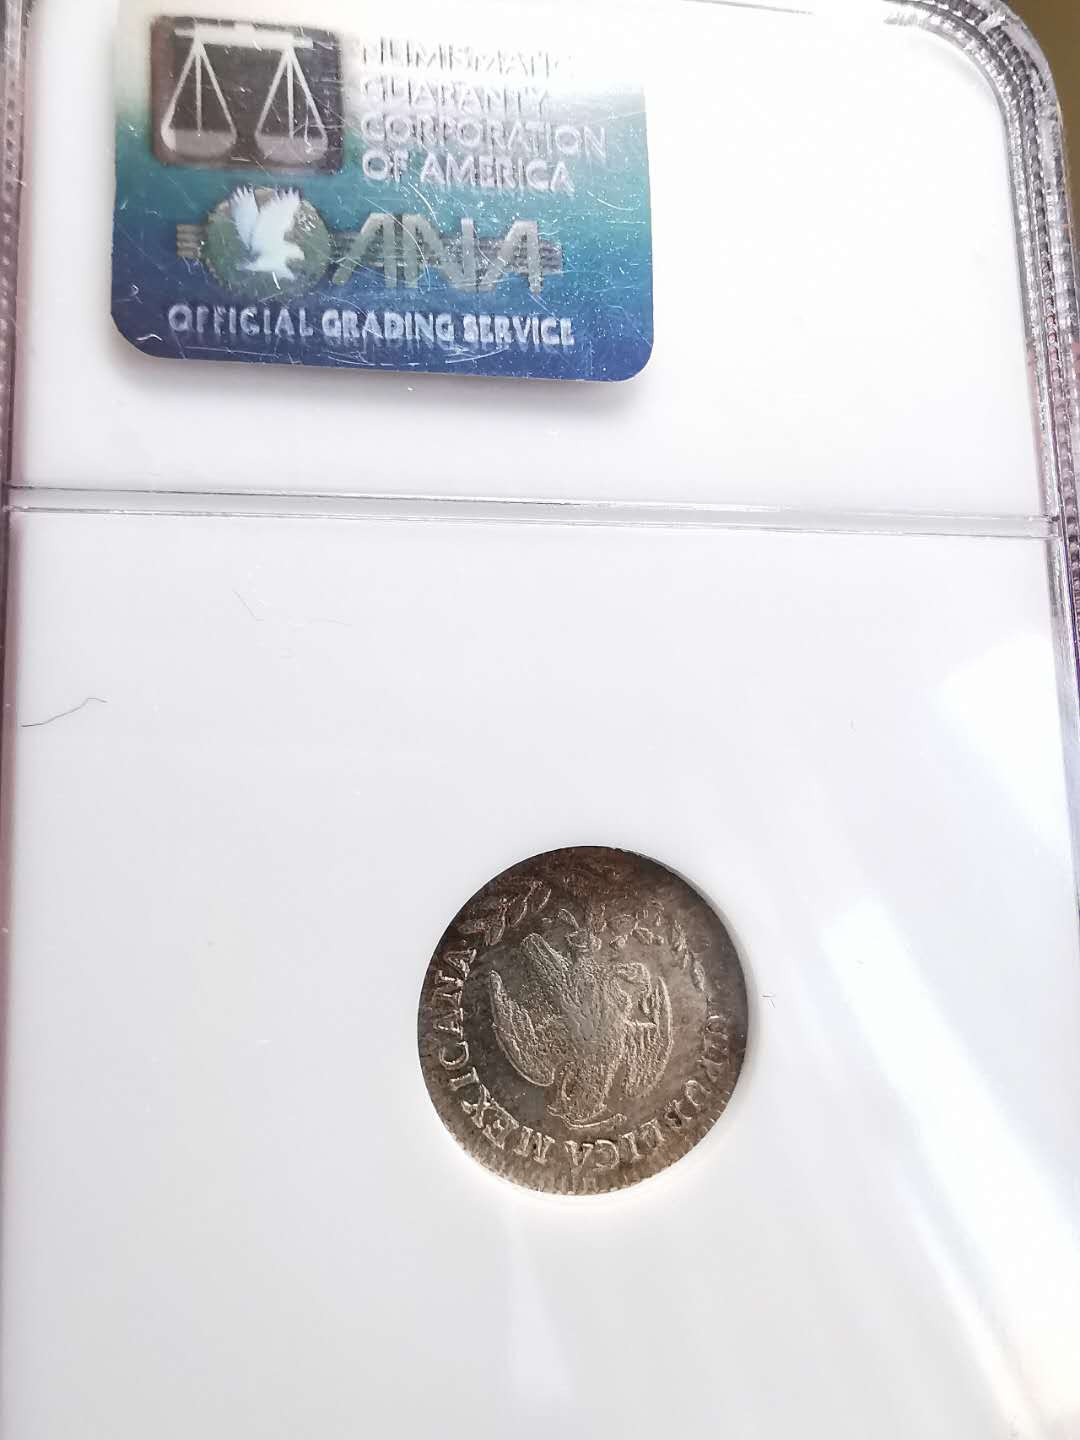 NUMISMATIC
GUARANTY
CORPORATION
OF AMERICA
ANA
OFFICIAL GRADING SERVICE
REPUBLICA MEXICANA.